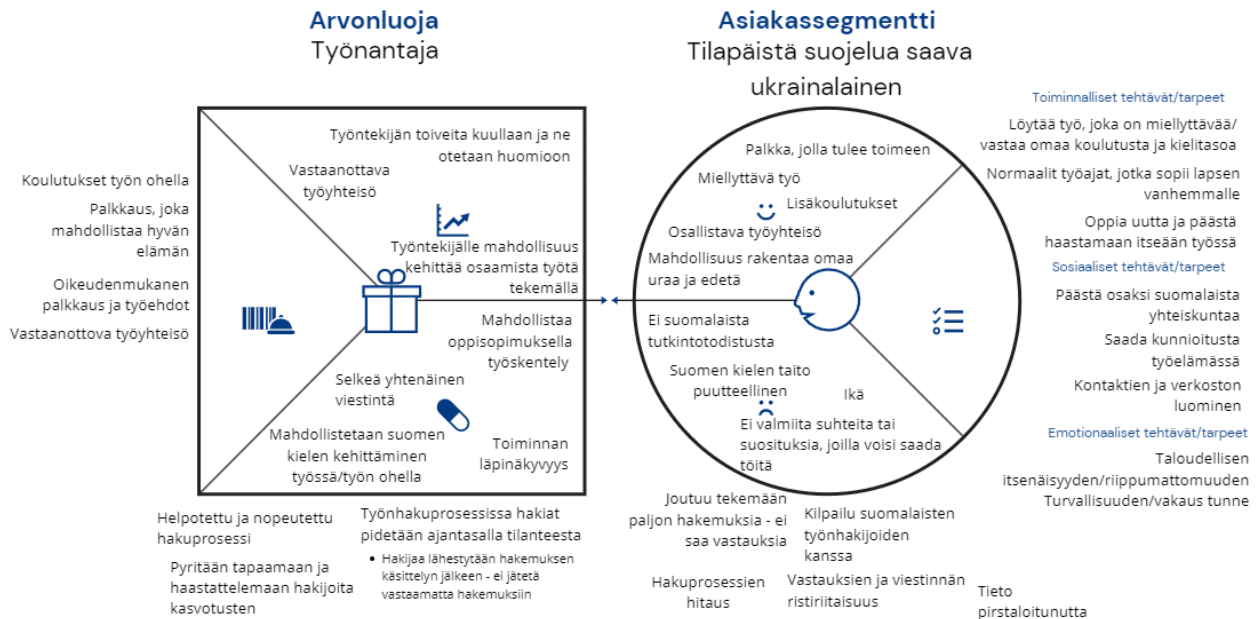 Arvonluoja
Työnantaja
Asiakassegmentti
Tilapäistä suojelua saava
ukrainalainen
Koulutukset työn ohella
Palkkaus, joka
mahdollistaa hyvän
elämän
Oikeudenmukanen
palkkaus ja työehdot
Vastaanottova työyhteisö
Työntekijän toiveita kuullaan ja ne
otetaan huomioon
Vastaanottava
työyhteisö
Työntekijälle mahdollisuus
kehittää osaamista työtä
tekemällä
Mahdollistaa
oppisopimuksella
työskentely
Selkeä yhtenäinen
viestintä
Mahdollistetaan suomen
kielen kehittäminen
työssä/työn ohella
Toiminnan
läpinäkyvyys
Helpotettu ja nopeutettu
hakuprosessi
Pyritään tapaamaan ja
haastattelemaan hakijoita
kasvotusten
Työnhakuprosessissa hakiat
pidetään ajantasalla tilanteesta
• Hakijaa lähestytään hakemuksen
käsittelyn jälkeen - ei jätetä
vastaamatta hakemuksiin
Palkka, jolla tulee toimeen
Miellyttävä työ
Lisäkoulutukset
Osallistava työyhteisö
Mahdollisuus rakentaa omaa
uraa ja edetä
Ei suomalaista
tutkintotodistusta
Suomen kielen taito
puutteellinen
Ikä
Ei valmiita suhteita tai
suosituksia, joilla voisi saada
töitä
Joutuu tekemään
paljon hakemuksia - ei
saa vastauksia
Kilpailu suomalaisten
työnhakijoiden
kanssa
Hakuprosessien
hitaus
Vastauksien ja viestinnän
ristiriitaisuus
Tieto
pirstaloitunutta
Toiminnalliset tehtävät/tarpeet
Löytää työ, joka on miellyttävää/
vastaa omaa koulutusta ja kielitasoa
Normaalit työajat, jotka sopii lapsen
vanhemmalle
Oppia uutta ja päästä
haastamaan itseään työssä
Sosiaaliset tehtävät/tarpeet
Päästä osaksi suomalaista
yhteiskuntaa
Saada kunnioitusta
työelämässä
Kontaktien ja verkoston
luominen
Emotionaaliset tehtävät/tarpeet
Taloudellisen
itsenäisyyden/riippumattomuuden
Turvallisuuden/vakaus tunne